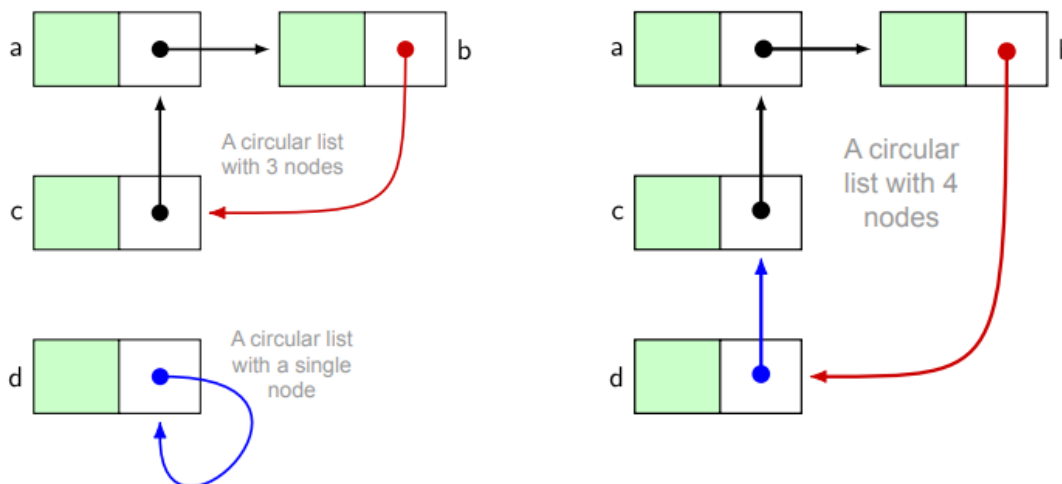 a
b
A circular list
with 3 nodes
c
A circular list
with a single
node
d
a
A circular
list with 4
nodes
c
d